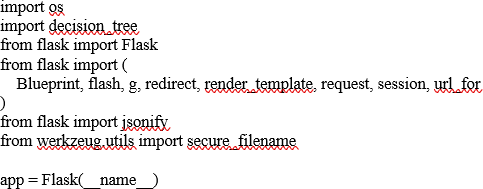 import os
import decision_tree
from flask import Flask
from flask import (
    Blueprint, flash, g, redirect, render_template, request, session, url_for
)
from flask import jsonify
from werkzeug.utils import secure_filename

app = Flask(__name__)